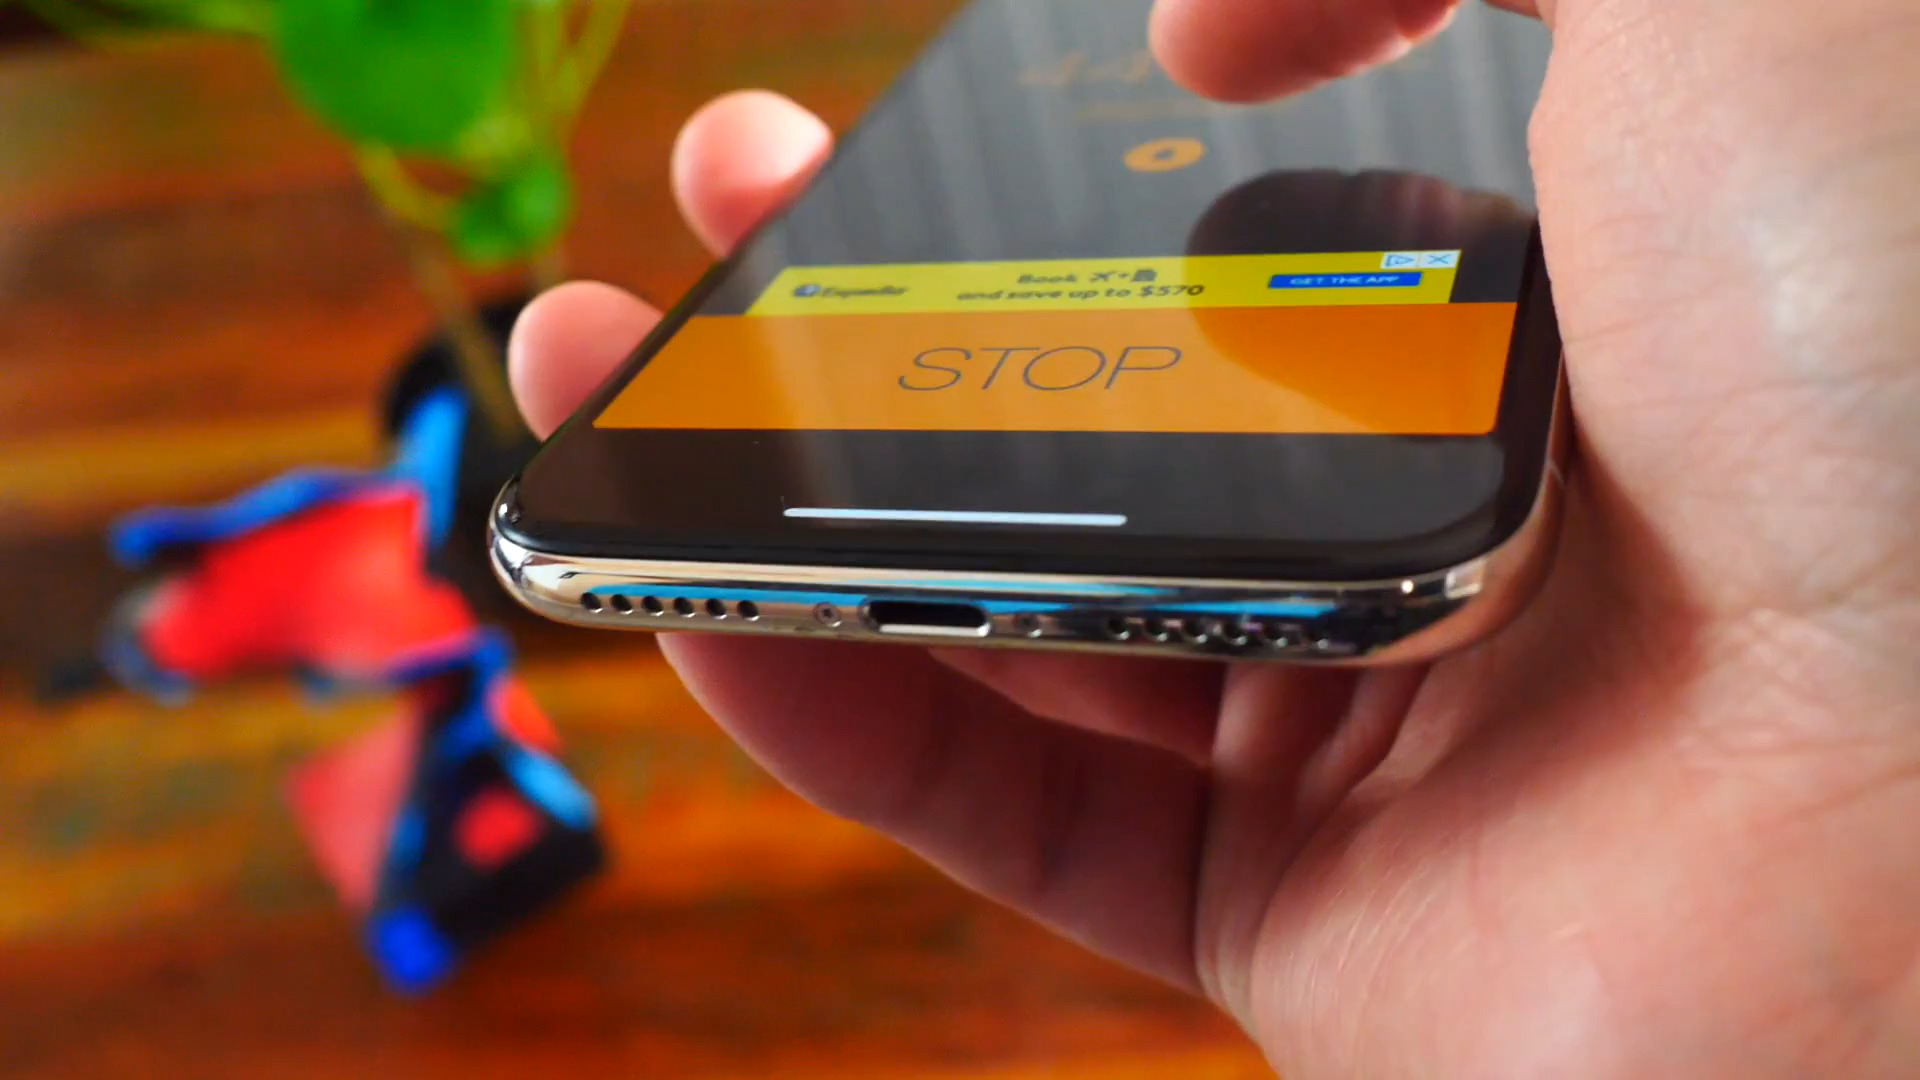 Expedia
Book
and save up to $570
GET THE APP
STOP